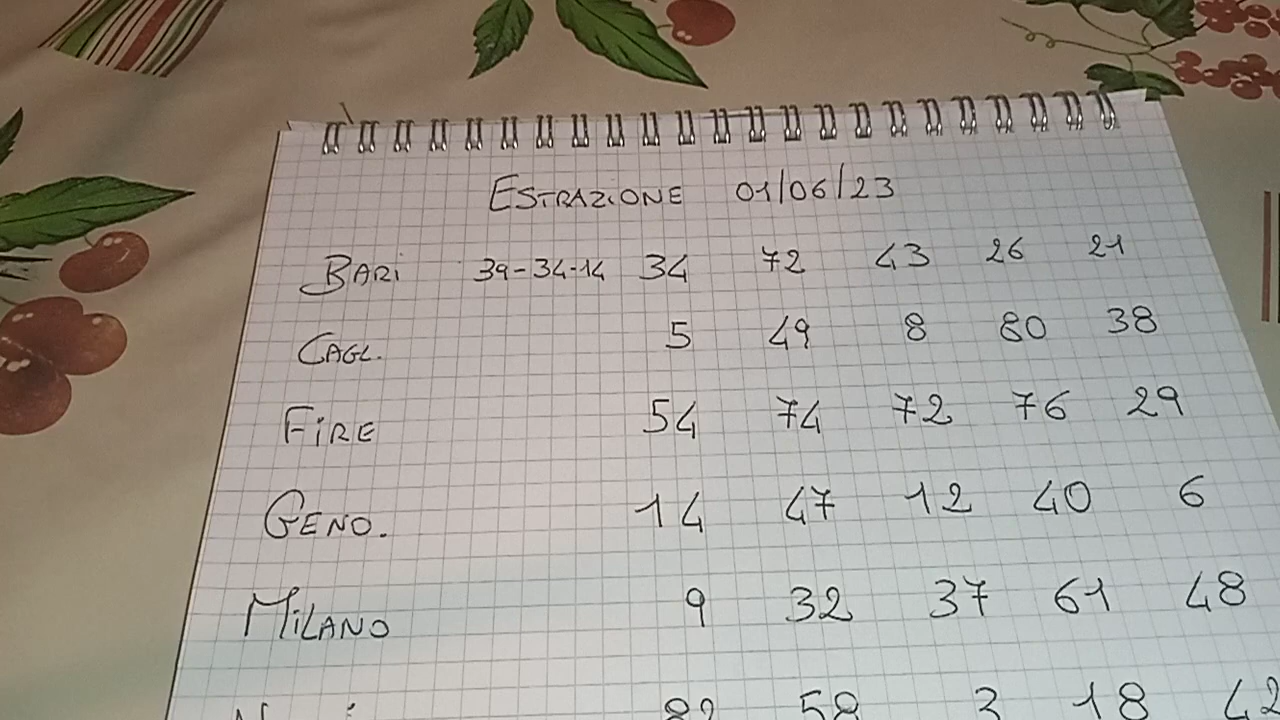 ESTRAZIONE 01/06/23
BARI 39-34-14 34 72 43 26 21
CAGL. 5 49 8 80 38
FIRE 54 74 72 76 29
GENO. 14 47 12 40 6
MILANO 9 32 37 61 48
58 3 18 42